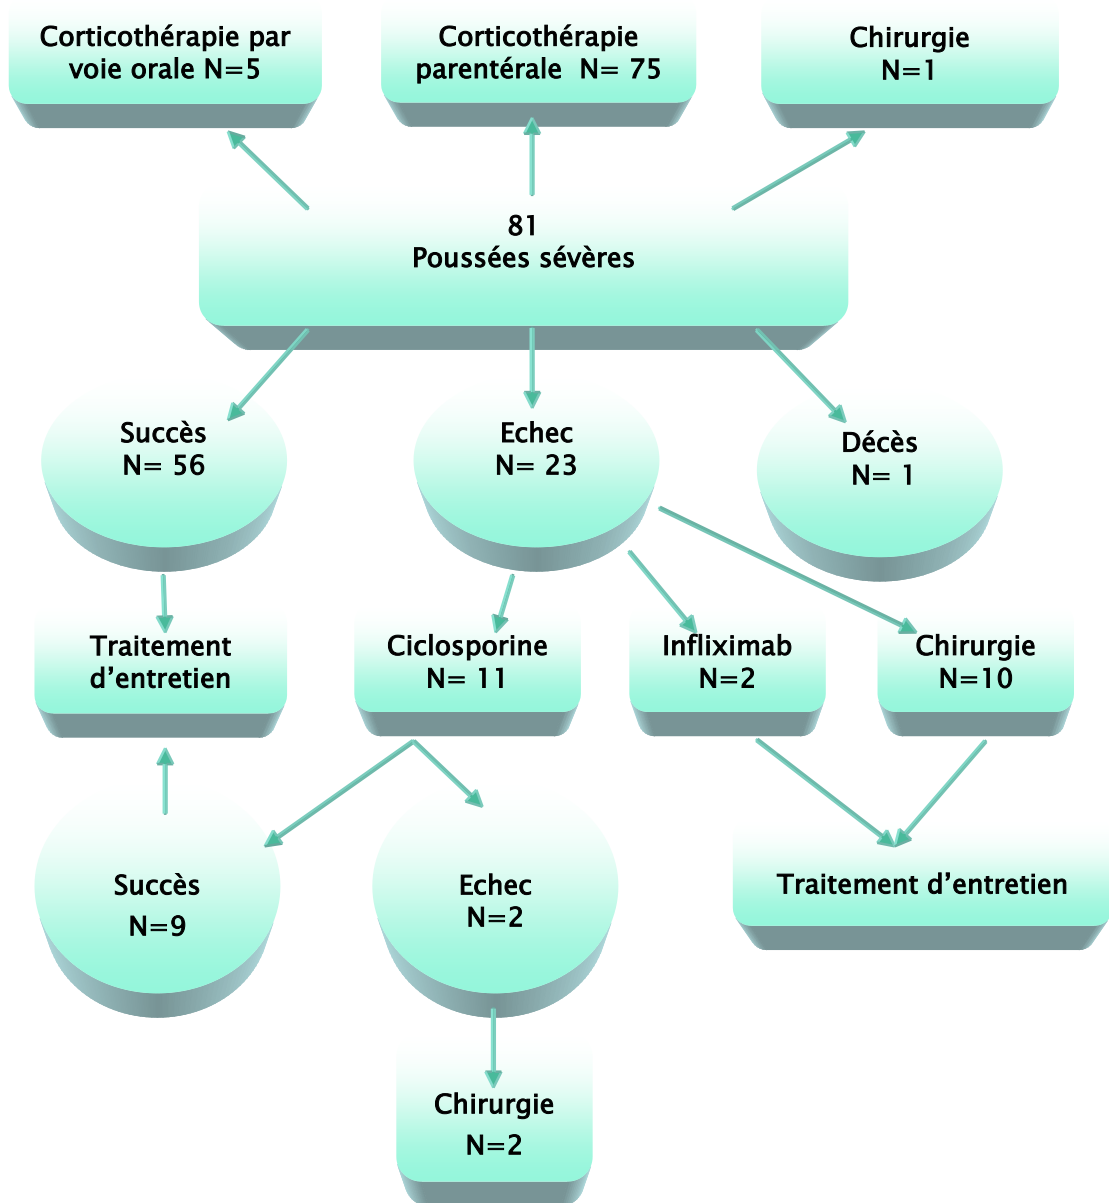 Corticothérapie par
voie orale N=5
Corticothérapie
parentérale  N= 75
Chirurgie
N=1
81
Poussées sévères
Succès
N= 56
Echec
N= 23
Décès
N= 1
Traitement
d’entretien
Ciclosporine
N= 11
Infliximab
N=2
Chirurgie
N=10
Succès
N=9
Echec
N=2
Traitement d’entretien
Chirurgie
N=2